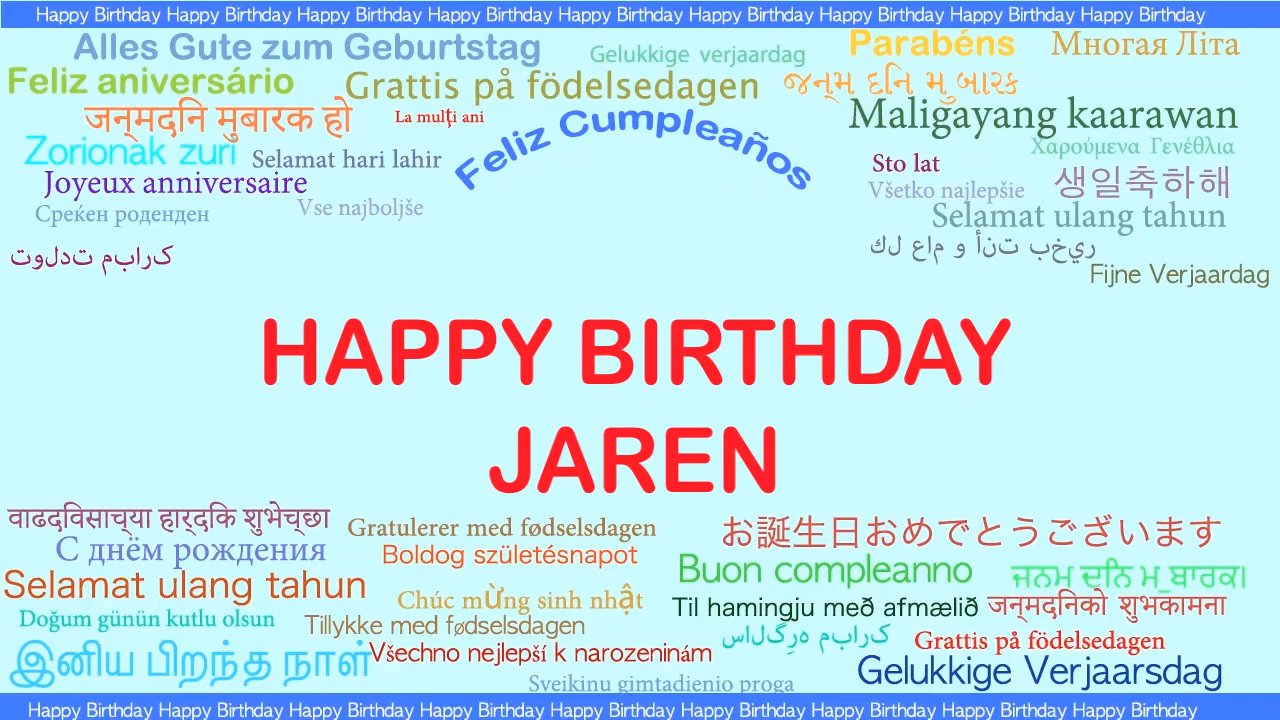 Happy Birthday Happy Birthday Happy Birthday Happy Birthday Happy Birthday Happy Birthday Happy Birthday Happy Birthday Happy Birthday
Alles Gute zum Geburtstag
Gelukkige verjaardag
Parabéns
Многая Літа
Feliz aniversário
Grattis på födelsedagen
જન્મ દિન મુબારક
जन्मदिन मुबारक हो
La mulţi ani
Feliz Cumpleaños
Maligayang kaarawan
Zorionak zuri
Selamat hari lahir
Sto lat
Χαρούμενα Γενέθλια
Joyeux anniversaire
Všetko najlepšie
생일축하해
Среќен роденден
Vse najboljše
Selamat ulang tahun
تولدت مبارک
كل عام و أنت بخير
Fijne Verjaardag
HAPPY BIRTHDAY
JAREN
वाढदिवसाच्या हार्दिक शुभेच्छा
Gratulerer med fødselsdagen
お誕生日おめでとうございます
С днём рождения
Boldog születésnapot
Buon compleanno
ਜਨਮ ਦਿਨ ਮੁਬਾਰਕ।
Selamat ulang tahun
Chúc mừng sinh nhật
Til hamingju með afmælið
जन्मदिनको शुभकामना
Doğum günün kutlu olsun
Tillykke med fødselsdagen
سالگرہ مبارک
Grattis på födelsedagen
இனிய பிறந்த நாள்
Všechno nejlepší k narozeninám
Gelukkige Verjaarsdag
Sveikinu gimtadienio proga
Happy Birthday Happy Birthday Happy Birthday Happy Birthday Happy Birthday Happy Birthday Happy Birthday Happy Birthday Happy Birthday